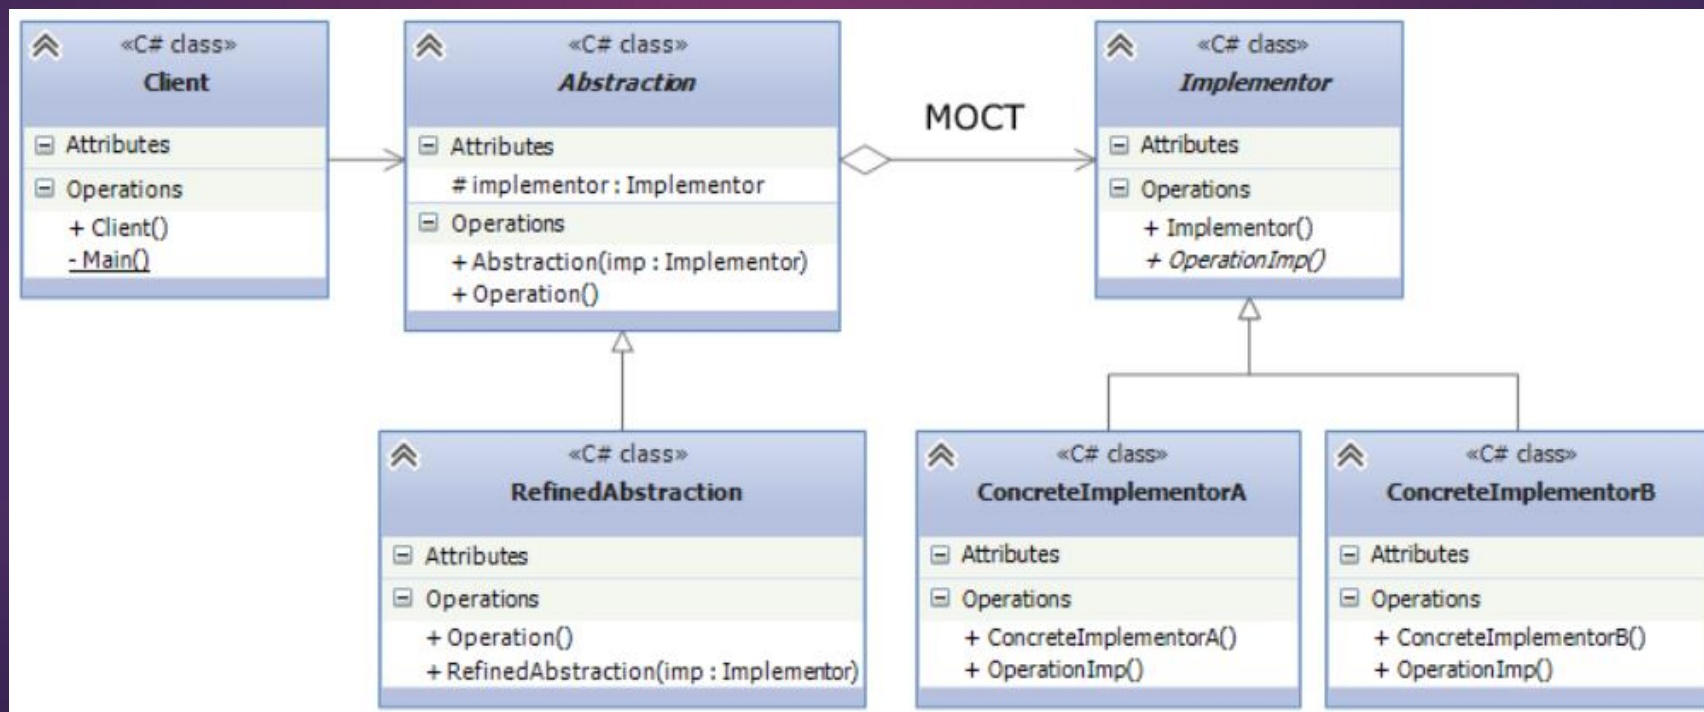 «C# class»
Client
Attributes
Operations
+ Client()
- Main()
«C# class»
Abstraction
Attributes
# implementor : Implementor
Operations
+ Abstraction(imp : Implementor)
+ Operation()
МОСТ
«C# class»
Implementor
Attributes
Operations
+ Implementor()
+ OperationImp()
«C# class»
RefinedAbstraction
Attributes
Operations
+ Operation()
+ RefinedAbstraction(imp : Implementor)
«C# class»
ConcreteImplementorA
Attributes
Operations
+ ConcreteImplementorA()
+ OperationImp()
«C# class»
ConcreteImplementorB
Attributes
Operations
+ ConcreteImplementorB()
+ OperationImp()